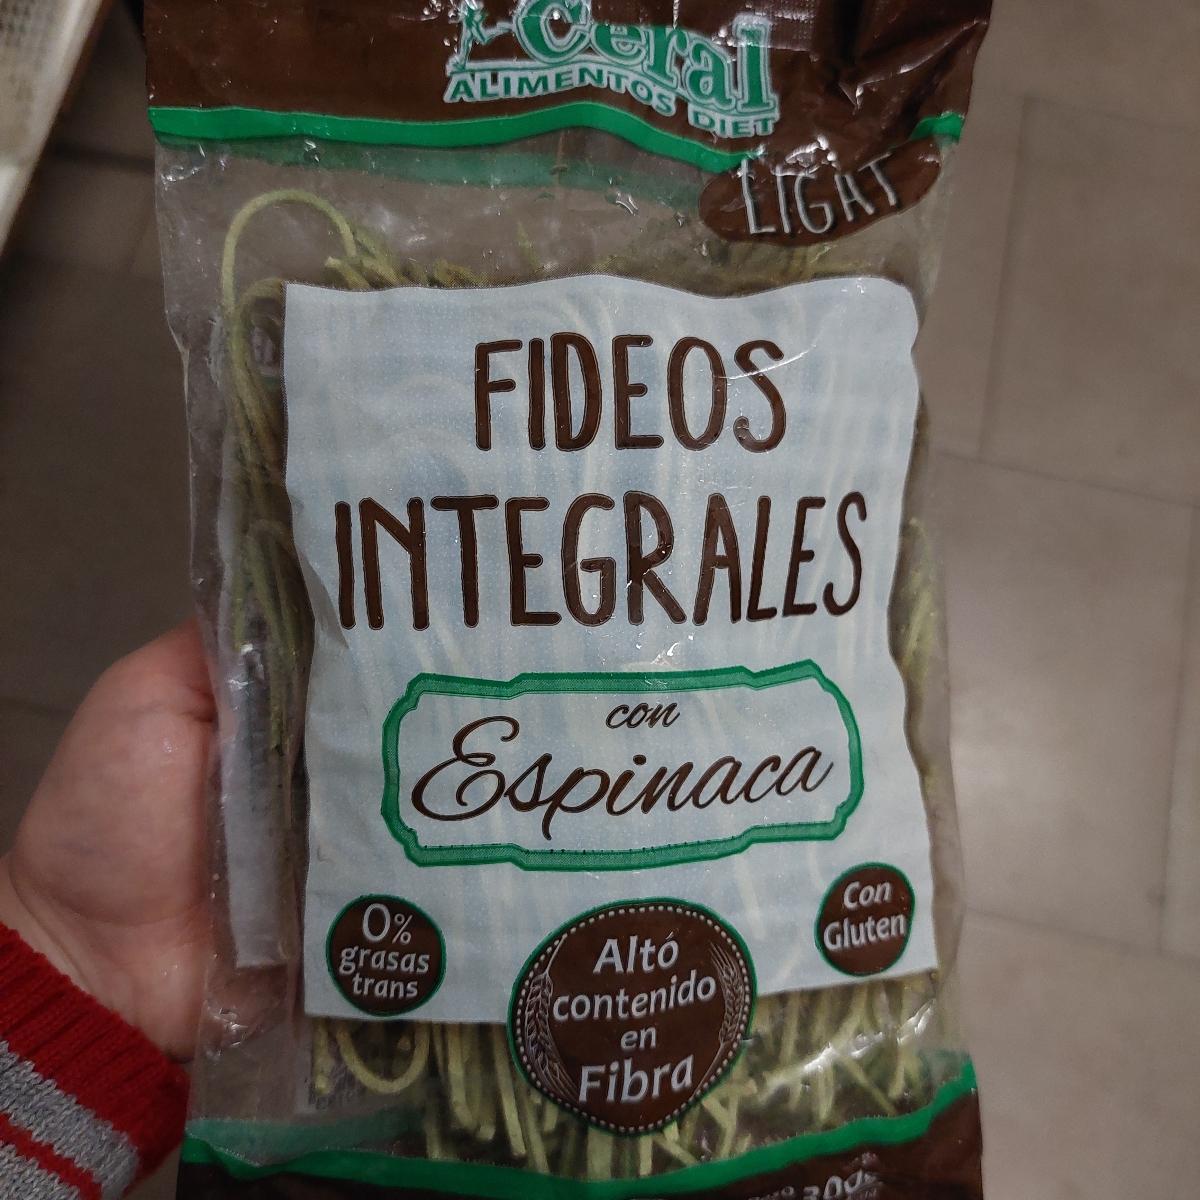 Ceral
ALIMENTOS DIET
LIGHT
FIDEOS
INTEGRALES
con
Espinaca
0%
grasas
trans
Con
Gluten
Altó
contenido
en
Fibra